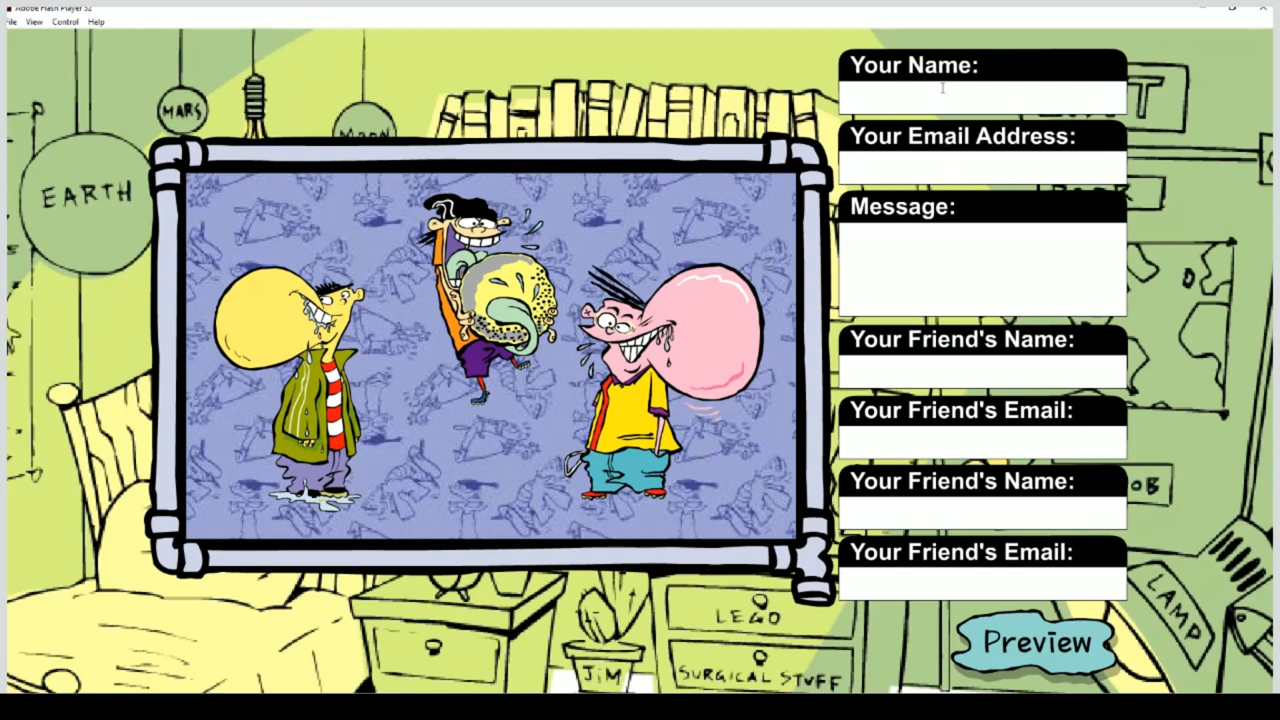 Adobe Flash Player 32
File View Control Help
MARS
MOON
EARTH
Your Name:
Your Email Address:
Message:
Your Friend's Name:
Your Friend's Email:
Your Friend's Name:
Your Friend's Email:
LEGO
JIM
SURGICAL STUFF
LAMP
Preview